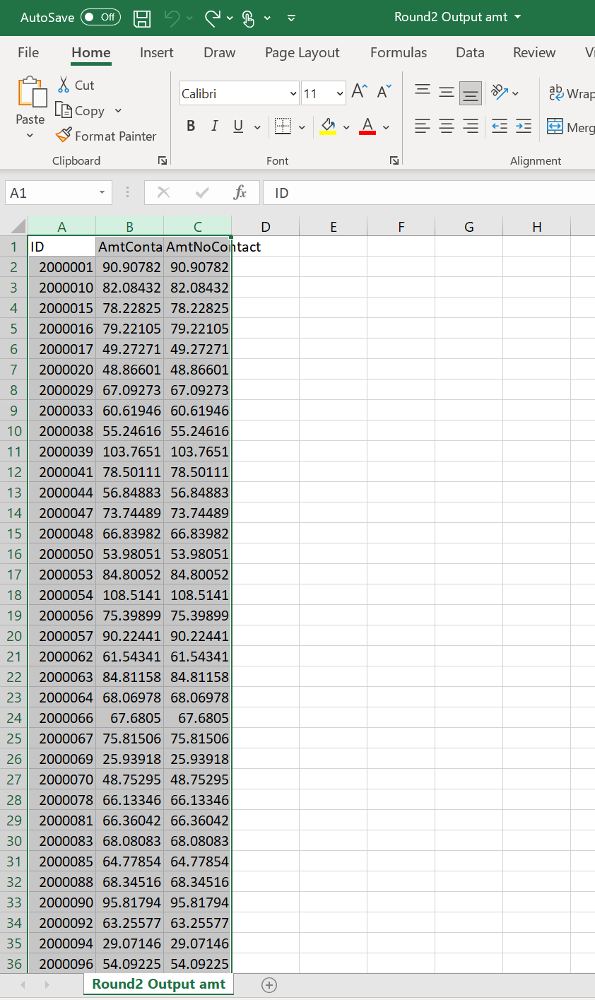 AutoSave Off Round2 Output amt
File Home Insert Draw Page Layout Formulas Data Review
Paste
Cut
Copy
Format Painter
Clipboard
Calibri 11 A A
B I U A
Font
ab Wrap
Merg
Alignment
A1 fx ID
A B C D E F G H
1 ID AmtConta AmtNoContact
2 2000001 90.90782 90.90782
3 2000010 82.08432 82.08432
4 2000015 78.22825 78.22825
5 2000016 79.22105 79.22105
6 2000017 49.27271 49.27271
7 2000020 48.86601 48.86601
8 2000029 67.09273 67.09273
9 2000033 60.61946 60.61946
10 2000038 55.24616 55.24616
11 2000039 103.7651 103.7651
12 2000041 78.50111 78.50111
13 2000044 56.84883 56.84883
14 2000047 73.74489 73.74489
15 2000048 66.83982 66.83982
16 2000050 53.98051 53.98051
17 2000053 84.80052 84.80052
18 2000054 108.5141 108.5141
19 2000056 75.39899 75.39899
20 2000057 90.22441 90.22441
21 2000062 61.54341 61.54341
22 2000063 84.81158 84.81158
23 2000064 68.06978 68.06978
24 2000066 67.6805 67.6805
25 2000067 75.81506 75.81506
26 2000069 25.93918 25.93918
27 2000070 48.75295 48.75295
28 2000078 66.13346 66.13346
29 2000081 66.36042 66.36042
30 2000083 68.08083 68.08083
31 2000085 64.77854 64.77854
32 2000088 68.34516 68.34516
33 2000090 95.81794 95.81794
34 2000092 63.25577 63.25577
35 2000094 29.07146 29.07146
36 2000096 54.09225 54.09225
Round2 Output amt